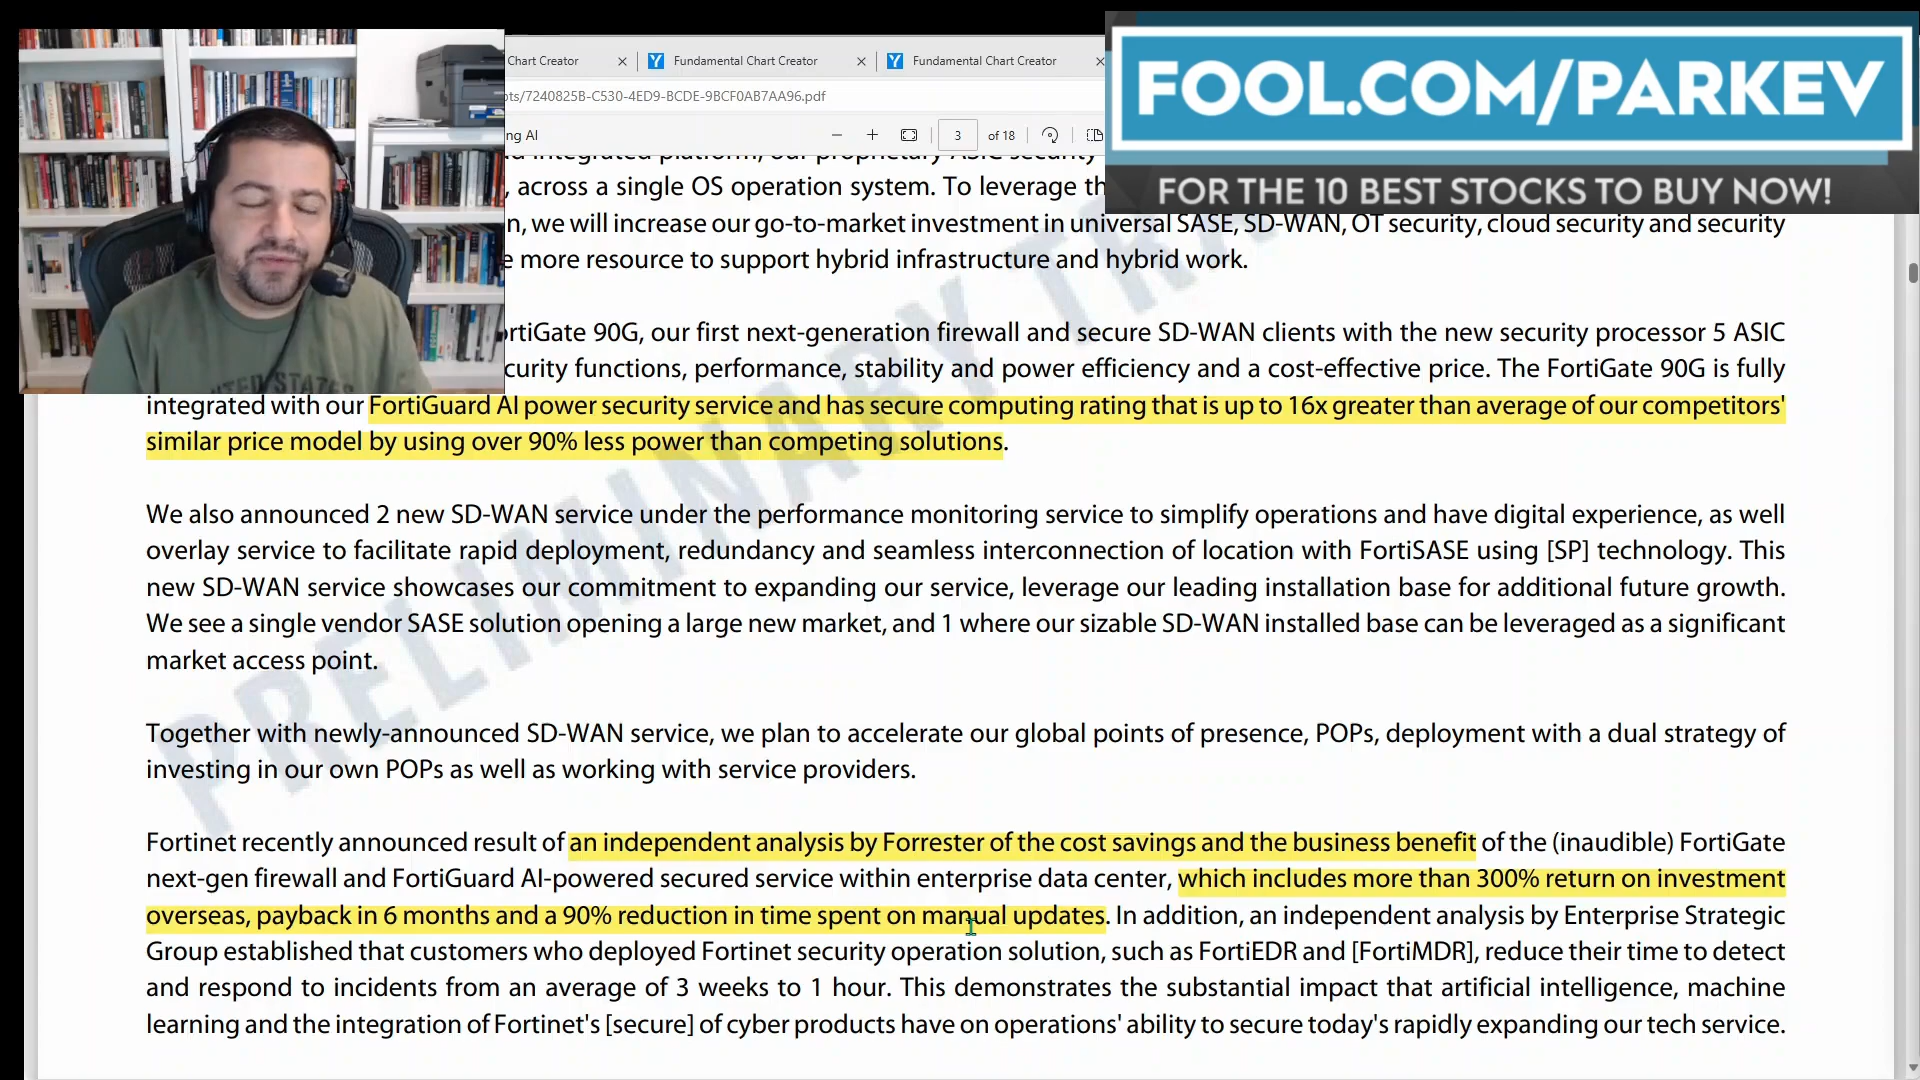 Chart Creator
Fundamental Chart Creator
Fundamental Chart Creator
FOOL.COM/PARKEV
FOR THE 10 BEST STOCKS TO BUY NOW!
pts/7240825B-C530-4ED9-BCDE-9BCF0AB7AA96.pdf
ng AI
3 of 18
integrated platform, our proprietary ASIC security
, across a single OS operation system. To leverage th
n, we will increase our go-to-market investment in universal SASE, SD-WAN, OT security, cloud security and security
e more resource to support hybrid infrastructure and hybrid work.
ortiGate 90G, our first next-generation firewall and secure SD-WAN clients with the new security processor 5 ASIC
curity functions, performance, stability and power efficiency and a cost-effective price. The FortiGate 90G is fully
integrated with our FortiGuard AI power security service and has secure computing rating that is up to 16x greater than average of our competitors'
similar price model by using over 90% less power than competing solutions.
We also announced 2 new SD-WAN service under the performance monitoring service to simplify operations and have digital experience, as well
overlay service to facilitate rapid deployment, redundancy and seamless interconnection of location with FortiSASE using [SP] technology. This
new SD-WAN service showcases our commitment to expanding our service, leverage our leading installation base for additional future growth.
We see a single vendor SASE solution opening a large new market, and 1 where our sizable SD-WAN installed base can be leveraged as a significant
market access point.
Together with newly-announced SD-WAN service, we plan to accelerate our global points of presence, POPs, deployment with a dual strategy of
investing in our own POPs as well as working with service providers.
Fortinet recently announced result of an independent analysis by Forrester of the cost savings and the business benefit of the (inaudible) FortiGate
next-gen firewall and FortiGuard AI-powered secured service within enterprise data center, which includes more than 300% return on investment
overseas, payback in 6 months and a 90% reduction in time spent on manual updates. In addition, an independent analysis by Enterprise Strategic
Group established that customers who deployed Fortinet security operation solution, such as FortiEDR and [FortiMDR], reduce their time to detect
and respond to incidents from an average of 3 weeks to 1 hour. This demonstrates the substantial impact that artificial intelligence, machine
learning and the integration of Fortinet's [secure] of cyber products have on operations' ability to secure today's rapidly expanding our tech service.
PRELIMINARY TRA
UNITED STATES